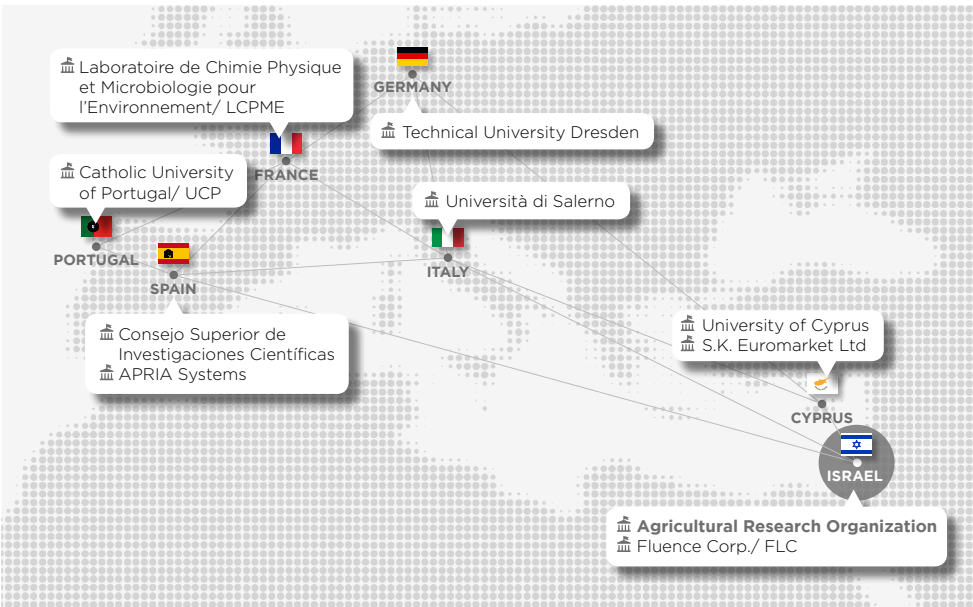 Laboratoire de Chimie Physique
et Microbiologie pour
l'Environnement/ LCPME
GERMANY
Technical University Dresden
FRANCE
Catholic University
of Portugal/ UCP
Università di Salerno
PORTUGAL
ITALY
SPAIN
Consejo Superior de
Investigaciones Científicas
APRIA Systems
University of Cyprus
S.K. Euromarket Ltd
CYPRUS
ISRAEL
Agricultural Research Organization
Fluence Corp./ FLC